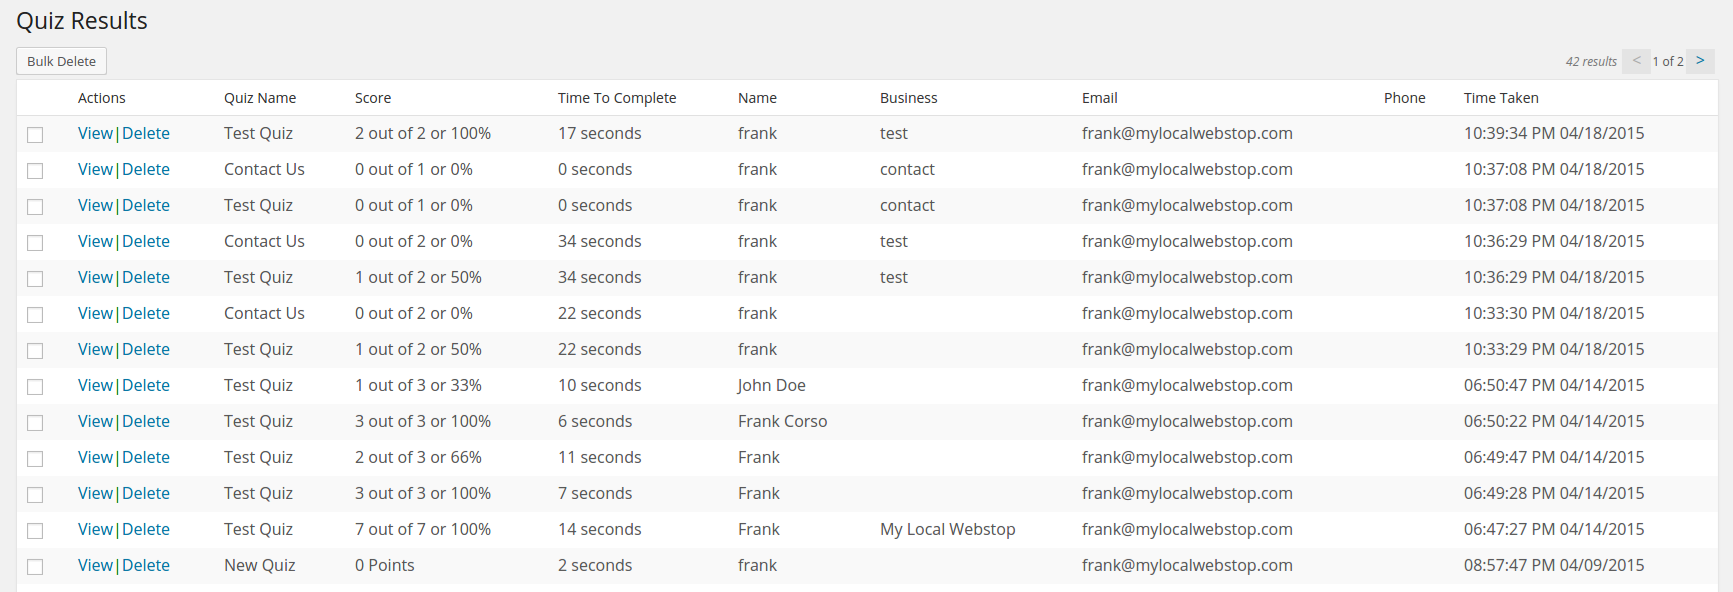 Quiz Results
Bulk Delete 42 results < 1 of 2 >
Actions Quiz Name Score Time To Complete Name Business Email Phone Time Taken
View|Delete Test Quiz 2 out of 2 or 100% 17 seconds frank test frank@mylocalwebstop.com 10:39:34 PM 04/18/2015
View|Delete Contact Us 0 out of 1 or 0% 0 seconds frank contact frank@mylocalwebstop.com 10:37:08 PM 04/18/2015
View|Delete Test Quiz 0 out of 1 or 0% 0 seconds frank contact frank@mylocalwebstop.com 10:37:08 PM 04/18/2015
View|Delete Contact Us 0 out of 2 or 0% 34 seconds frank test frank@mylocalwebstop.com 10:36:29 PM 04/18/2015
View|Delete Test Quiz 1 out of 2 or 50% 34 seconds frank test frank@mylocalwebstop.com 10:36:29 PM 04/18/2015
View|Delete Contact Us 0 out of 2 or 0% 22 seconds frank frank@mylocalwebstop.com 10:33:30 PM 04/18/2015
View|Delete Test Quiz 1 out of 2 or 50% 22 seconds frank frank@mylocalwebstop.com 10:33:29 PM 04/18/2015
View|Delete Test Quiz 1 out of 3 or 33% 10 seconds John Doe frank@mylocalwebstop.com 06:50:47 PM 04/14/2015
View|Delete Test Quiz 3 out of 3 or 100% 6 seconds Frank Corso frank@mylocalwebstop.com 06:50:22 PM 04/14/2015
View|Delete Test Quiz 2 out of 3 or 66% 11 seconds Frank frank@mylocalwebstop.com 06:49:47 PM 04/14/2015
View|Delete Test Quiz 3 out of 3 or 100% 7 seconds Frank frank@mylocalwebstop.com 06:49:28 PM 04/14/2015
View|Delete Test Quiz 7 out of 7 or 100% 14 seconds Frank My Local Webstop frank@mylocalwebstop.com 06:47:27 PM 04/14/2015
View|Delete New Quiz 0 Points 2 seconds frank frank@mylocalwebstop.com 08:57:47 PM 04/09/2015